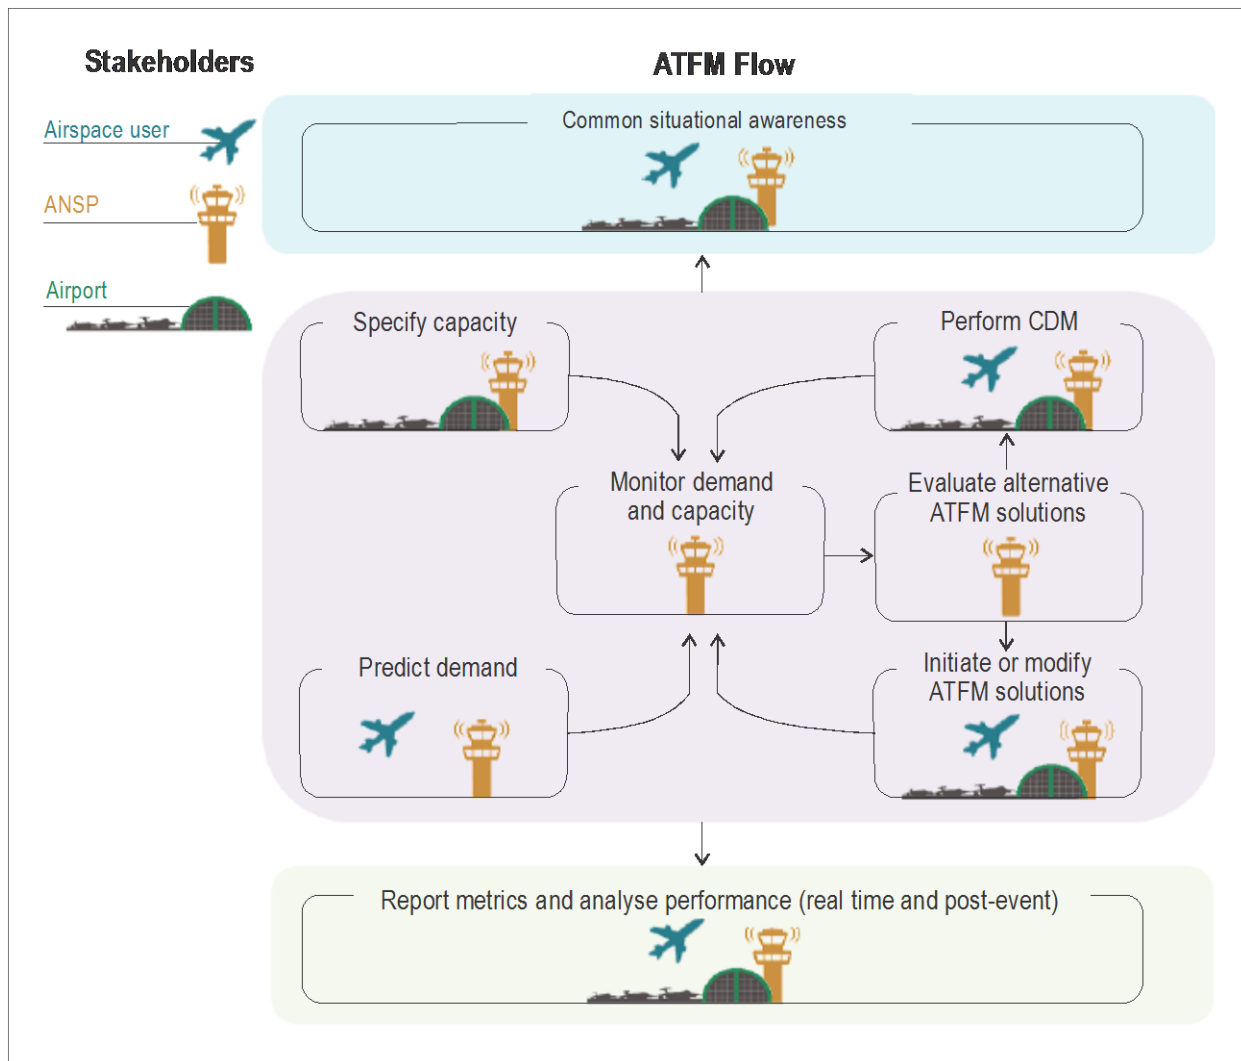 Stakeholders
ATFM Flow
Airspace user
ANSP
Airport
Common situational awareness
Specify capacity
Perform CDM
Monitor demand
and capacity
Evaluate alternative
ATFM solutions
Predict demand
Initiate or modify
ATFM solutions
Report metrics and analyse performance (real time and post-event)